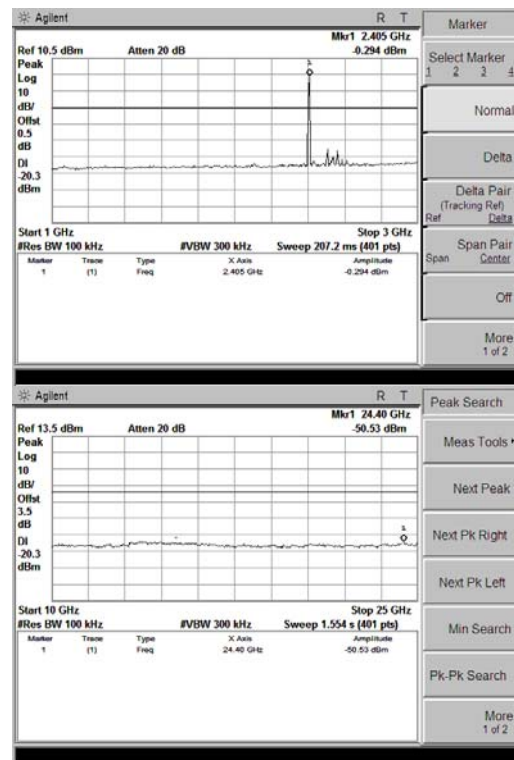 Agilent R T
Mkr1 2.405 GHz
Ref 10.5 dBm Atten 20 dB -0.294 dBm
Peak
Log
10
dB/
Offst
0.5
dB
DI
-20.3
dBm
1
Start 1 GHz Stop 3 GHz
#Res BW 100 kHz #VBW 300 kHz Sweep 207.2 ms (401 pts)
Marker Trace Type X Axis Amplitude
1 (1) Freq 2.405 GHz -0.294 dBm
Marker
Select Marker
1 2 3 4
Normal
Delta
Delta Pair
(Tracking Ref)
Ref Delta
Span Pair
Span Center
Off
More
1 of 2
Agilent R T
Mkr1 24.40 GHz
Ref 13.5 dBm Atten 20 dB -50.53 dBm
Peak
Log
10
dB/
Offst
3.5
dB
DI
-20.3
dBm
1
Start 10 GHz Stop 25 GHz
#Res BW 100 kHz #VBW 300 kHz Sweep 1.554 s (401 pts)
Marker Trace Type X Axis Amplitude
1 (1) Freq 24.40 GHz -50.53 dBm
Peak Search
Meas Tools
Next Peak
Next Pk Right
Next Pk Left
Min Search
Pk-Pk Search
More
1 of 2